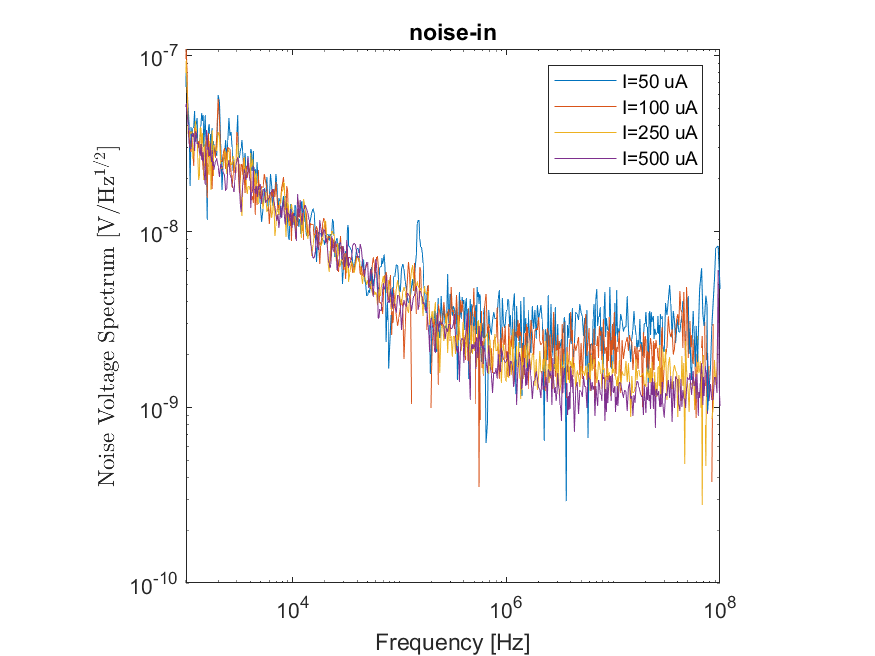 noise-in
10^-7
10^-8
10^-9
10^-10
Noise Voltage Spectrum [V/Hz^1/2]
I=50 uA
I=100 uA
I=250 uA
I=500 uA
10^4
10^6
10^8
Frequency [Hz]